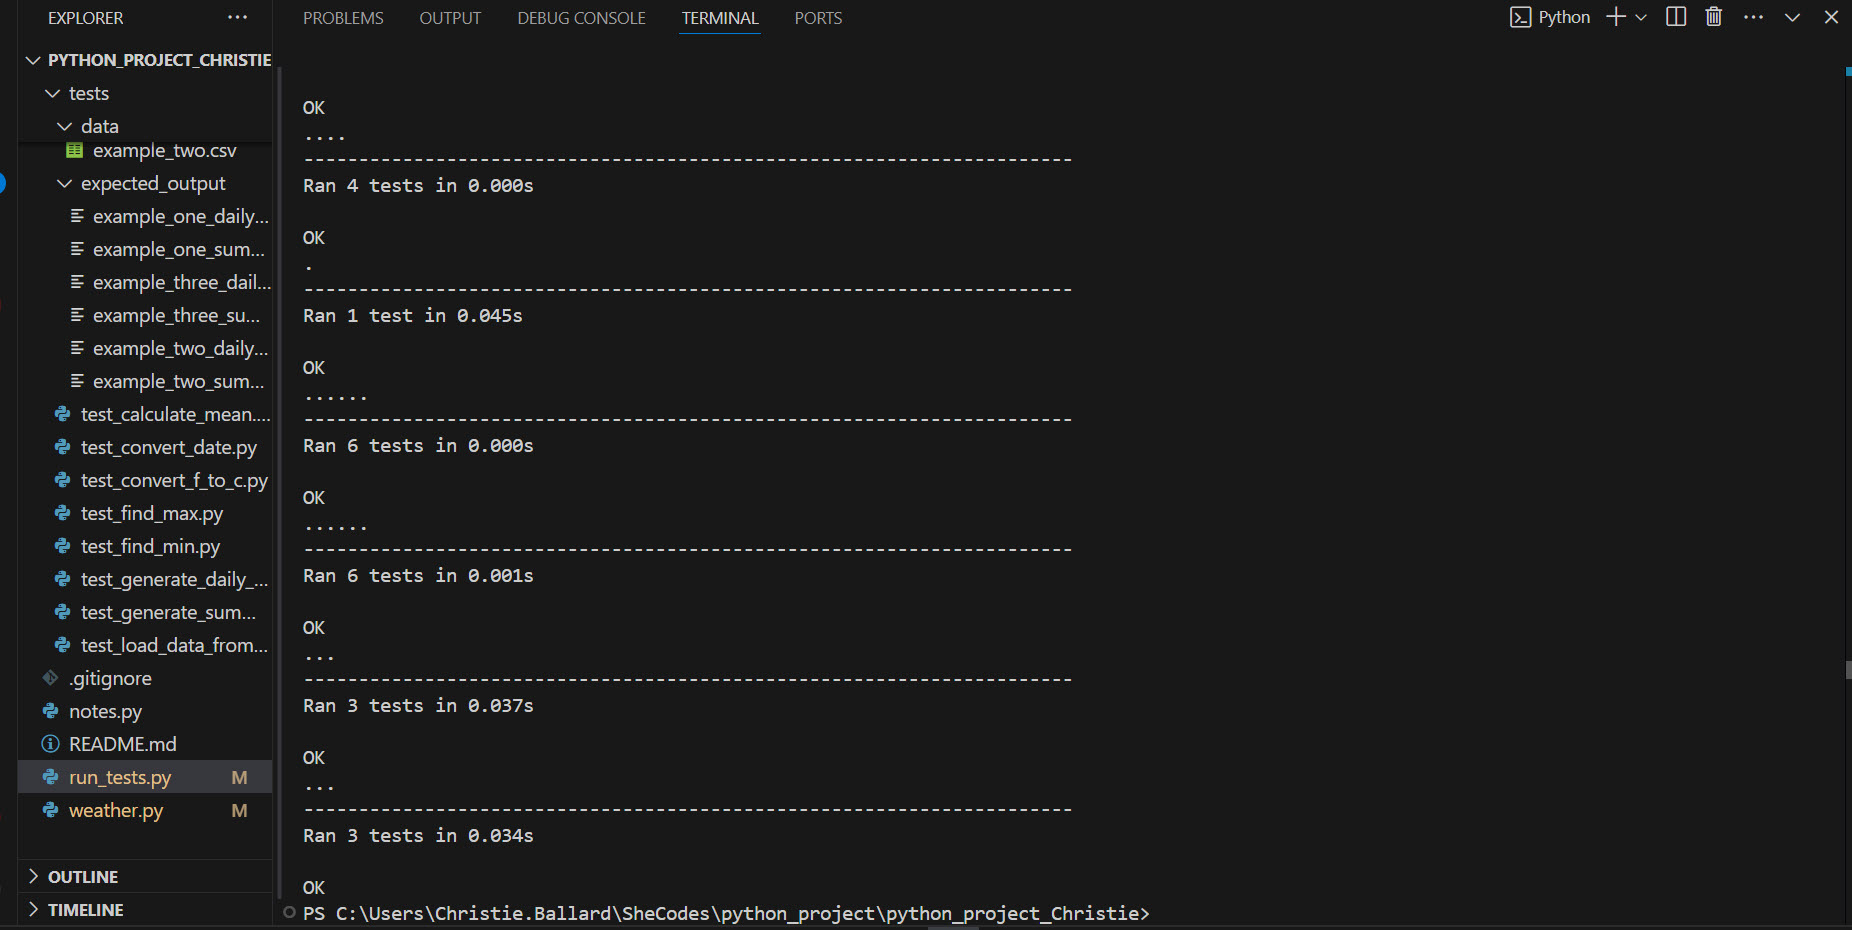 EXPLORER
PYTHON_PROJECT_CHRISTIE
tests
data
example_two.csv
expected_output
example_one_daily...
example_one_sum...
example_three_dail...
example_three_su...
example_two_daily...
example_two_sum...
test_calculate_mean....
test_convert_date.py
test_convert_f_to_c.py
test_find_max.py
test_find_min.py
test_generate_daily_...
test_generate_sum...
test_load_data_from...
.gitignore
notes.py
README.md
run_tests.py M
weather.py M
OUTLINE
TIMELINE
PROBLEMS OUTPUT DEBUG CONSOLE TERMINAL PORTS
Python
OK
....
----------------------------------------------------------------------
Ran 4 tests in 0.000s
OK
.
----------------------------------------------------------------------
Ran 1 test in 0.045s
OK
......
----------------------------------------------------------------------
Ran 6 tests in 0.000s
OK
......
----------------------------------------------------------------------
Ran 6 tests in 0.001s
OK
...
----------------------------------------------------------------------
Ran 3 tests in 0.037s
OK
...
----------------------------------------------------------------------
Ran 3 tests in 0.034s
OK
PS C:\Users\Christie.Ballard\SheCodes\python_project\python_project_Christie>